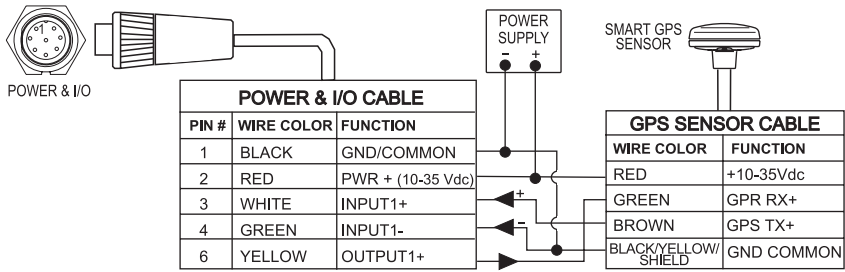 1
POWER & I/O
POWER
SUPPLY
- +
SMART GPS
SENSOR
POWER & I/O CABLE
PIN # WIRE COLOR FUNCTION
1 BLACK GND/COMMON
2 RED PWR + (10-35 Vdc)
3 WHITE INPUT1+
4 GREEN INPUT1-
6 YELLOW OUTPUT1+
+
-
GPS SENSOR CABLE
WIRE COLOR FUNCTION
RED +10-35Vdc
GREEN GPR RX+
BROWN GPS TX+
BLACK/YELLOW/
SHIELD GND COMMON